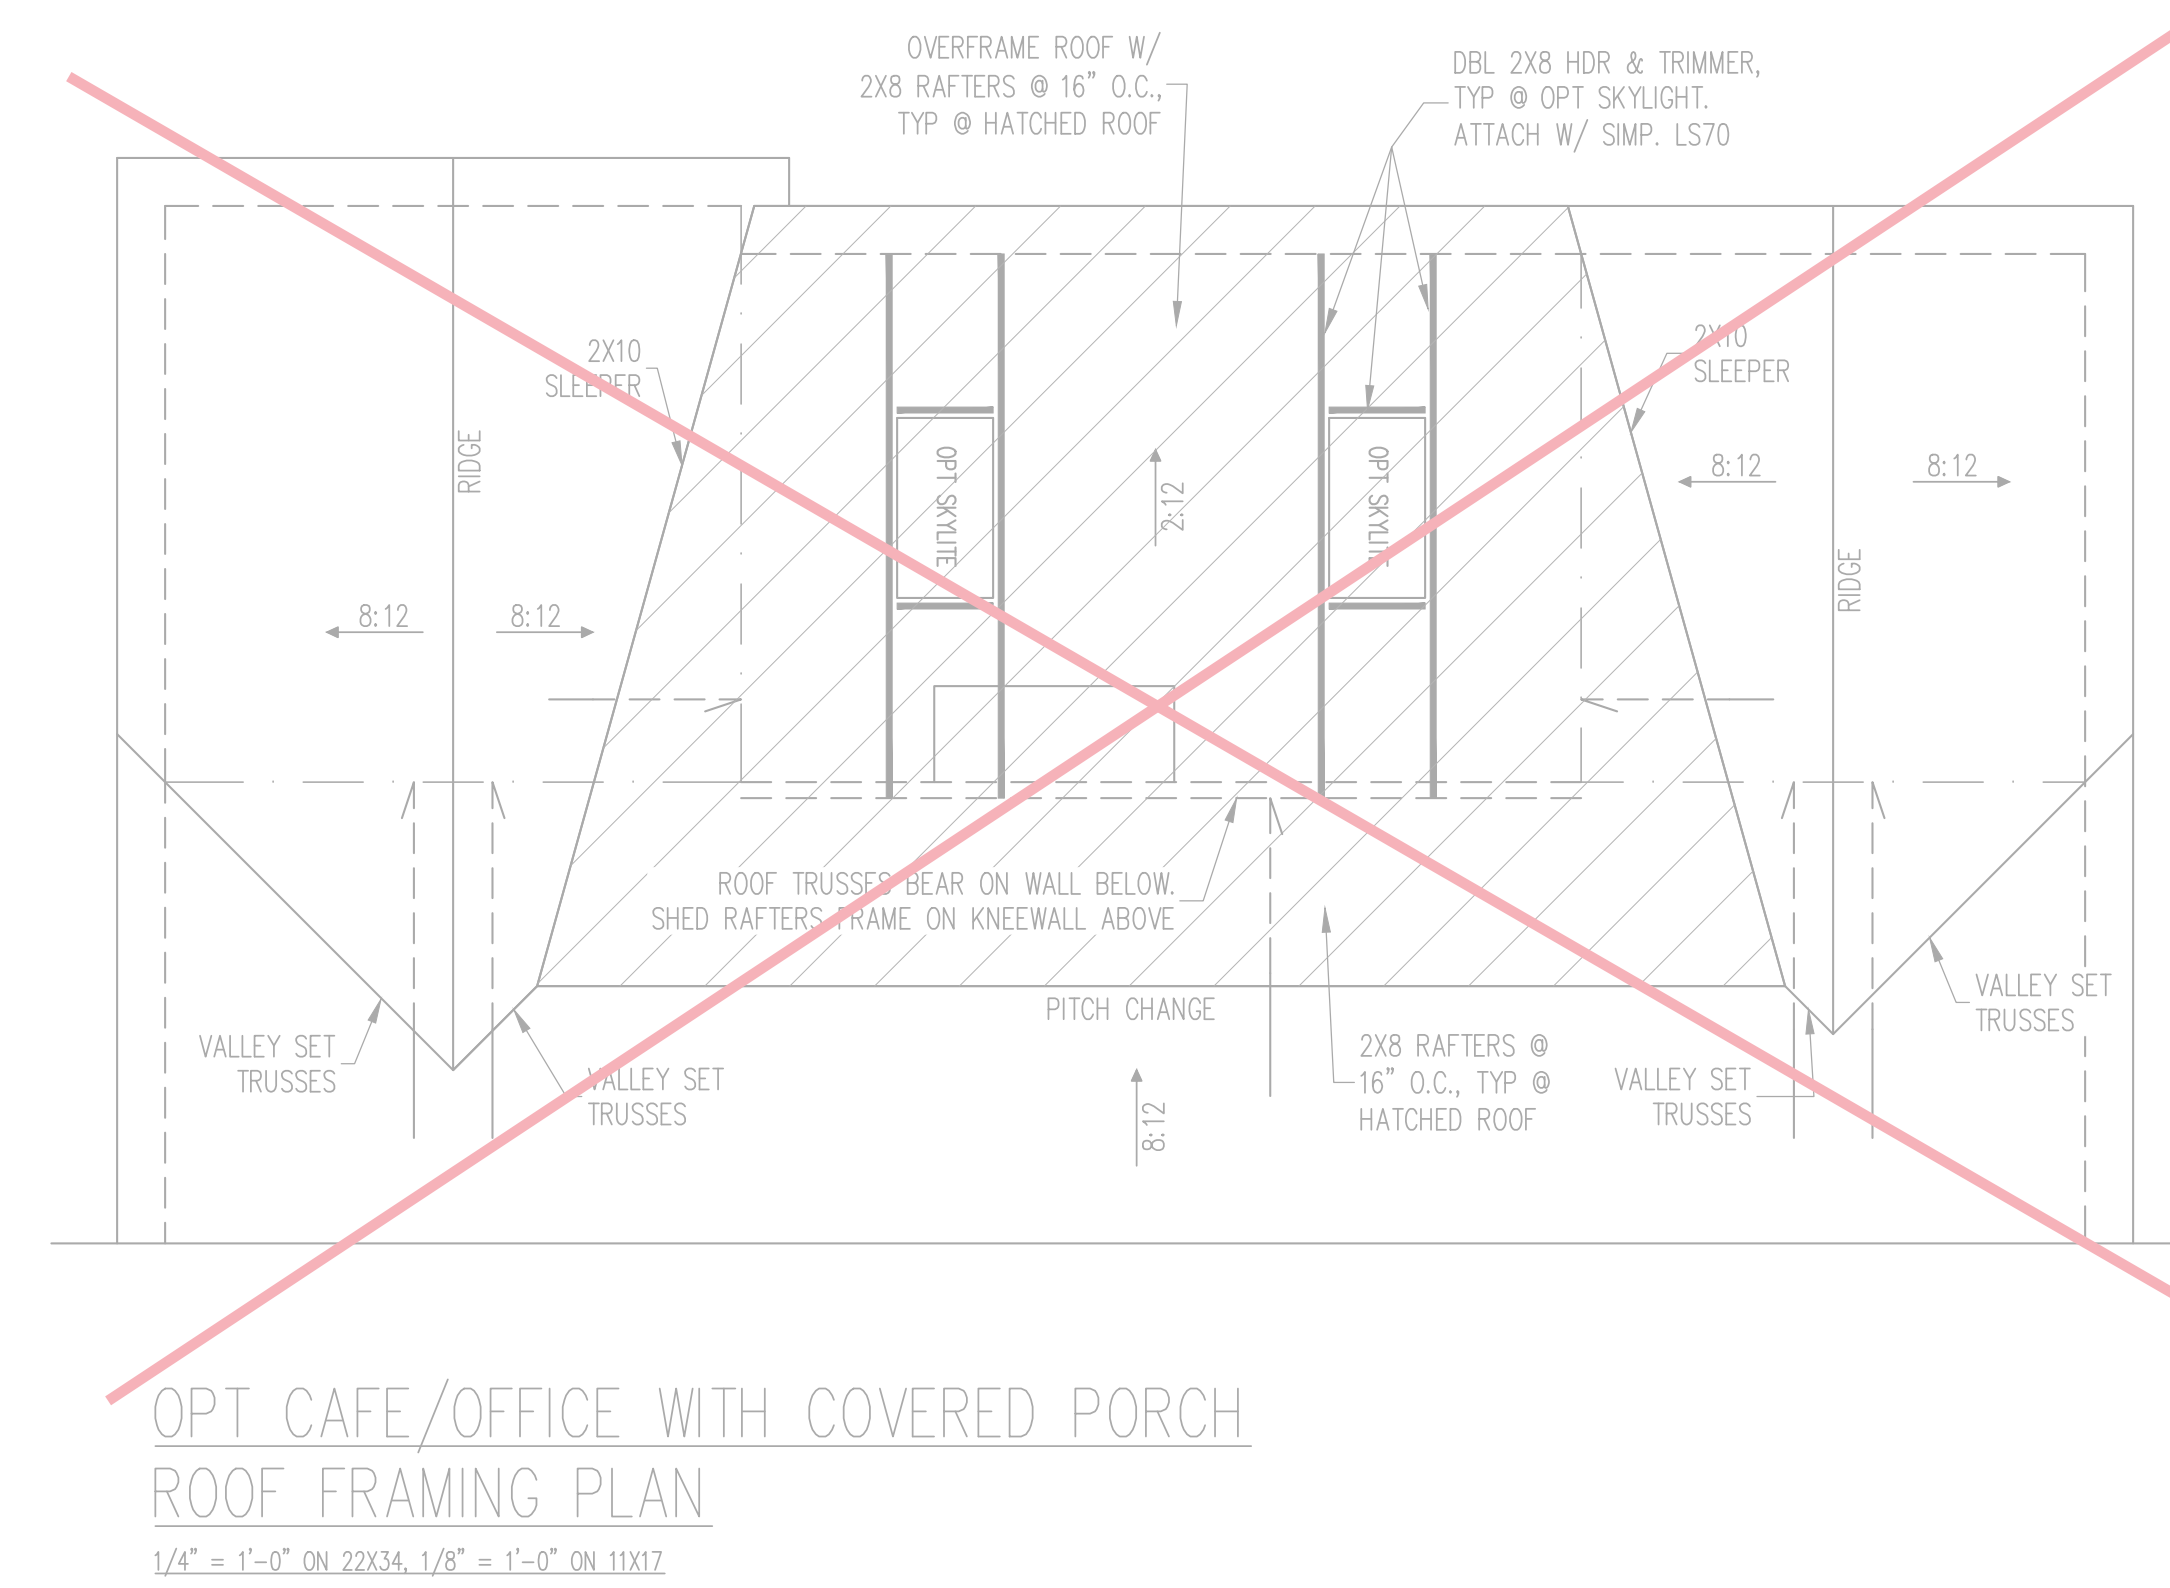 OVERFRAME ROOF W/
2X8 RAFTERS @ 16" O.C.,
TYP @ HATCHED ROOF
DBL 2X8 HDR & TRIMMER,
TYP @ OPT SKYLIGHT.
ATTACH W/ SIMP. LS70
2X10
SLEEPER
2X10
SLEEPER
RIDGE
OPT SKYLITE
2:12
OPT SKYLITE
8:12
8:12
RIDGE
8:12
8:12
ROOF TRUSSES BEAR ON WALL BELOW.
SHED RAFTERS FRAME ON KNEEWALL ABOVE
PITCH CHANGE
VALLEY SET
TRUSSES
VALLEY SET
TRUSSES
8:12
2X8 RAFTERS @
16" O.C., TYP @
HATCHED ROOF
VALLEY SET
TRUSSES
VALLEY SET
TRUSSES
OPT CAFE/OFFICE WITH COVERED PORCH
ROOF FRAMING PLAN
1/4" = 1'-0" ON 22X34, 1/8" = 1'-0" ON 11X17